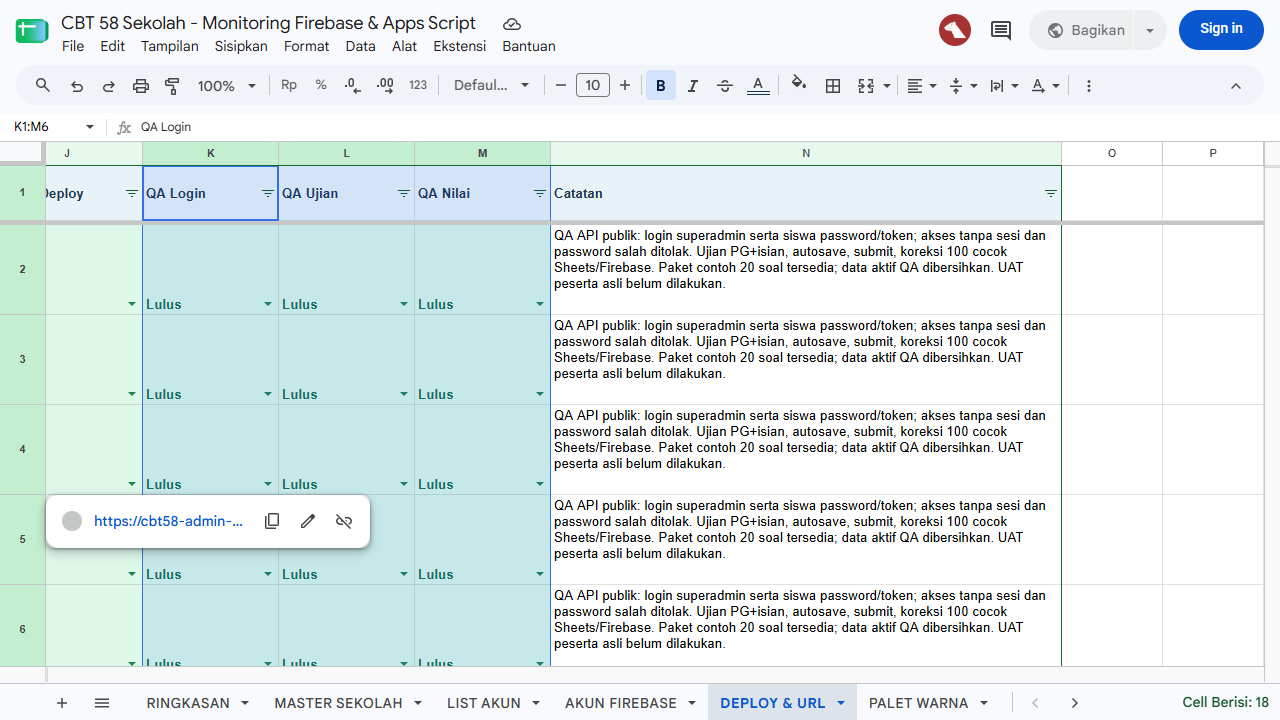 CBT 58 Sekolah - Monitoring Firebase & Apps Script
File Edit Tampilan Sisipkan Format Data Alat Ekstensi Bantuan
Bagikan
Sign in
100% Rp % .0 .00 123 Defaul... 10 B I A
K1:M6 fx QA Login
J K L M N O P
1 Deploy QA Login QA Ujian QA Nilai Catatan
2 Lulus Lulus Lulus
QA API publik: login superadmin serta siswa password/token; akses tanpa sesi dan
password salah ditolak. Ujian PG+isian, autosave, submit, koreksi 100 cocok
Sheets/Firebase. Paket contoh 20 soal tersedia; data aktif QA dibersihkan. UAT
peserta asli belum dilakukan.
3 Lulus Lulus Lulus
QA API publik: login superadmin serta siswa password/token; akses tanpa sesi dan
password salah ditolak. Ujian PG+isian, autosave, submit, koreksi 100 cocok
Sheets/Firebase. Paket contoh 20 soal tersedia; data aktif QA dibersihkan. UAT
peserta asli belum dilakukan.
4 Lulus Lulus Lulus
QA API publik: login superadmin serta siswa password/token; akses tanpa sesi dan
password salah ditolak. Ujian PG+isian, autosave, submit, koreksi 100 cocok
Sheets/Firebase. Paket contoh 20 soal tersedia; data aktif QA dibersihkan. UAT
peserta asli belum dilakukan.
https://cbt58-admin-...
5 Lulus Lulus Lulus
QA API publik: login superadmin serta siswa password/token; akses tanpa sesi dan
password salah ditolak. Ujian PG+isian, autosave, submit, koreksi 100 cocok
Sheets/Firebase. Paket contoh 20 soal tersedia; data aktif QA dibersihkan. UAT
peserta asli belum dilakukan.
6 Lulus Lulus Lulus
QA API publik: login superadmin serta siswa password/token; akses tanpa sesi dan
password salah ditolak. Ujian PG+isian, autosave, submit, koreksi 100 cocok
Sheets/Firebase. Paket contoh 20 soal tersedia; data aktif QA dibersihkan. UAT
peserta asli belum dilakukan.
RINGKASAN MASTER SEKOLAH LIST AKUN AKUN FIREBASE DEPLOY & URL PALET WARNA Cell Berisi: 18